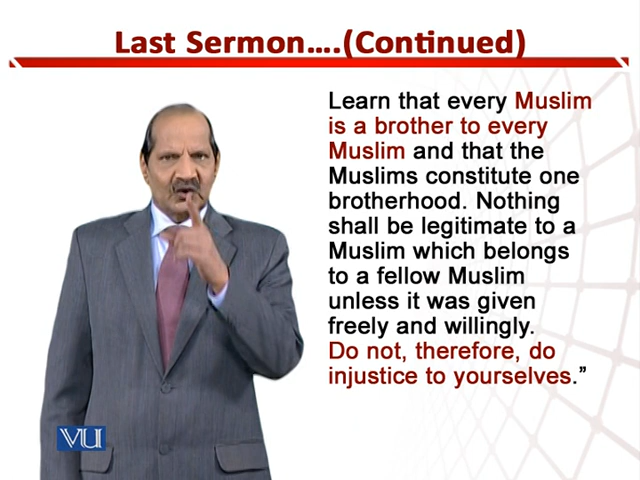 Last Sermon....(Continued)
Learn that every Muslim
is a brother to every
Muslim and that the
Muslims constitute one
brotherhood. Nothing
shall be legitimate to a
Muslim which belongs
to a fellow Muslim
unless it was given
freely and willingly.
Do not, therefore, do
injustice to yourselves.”
VU